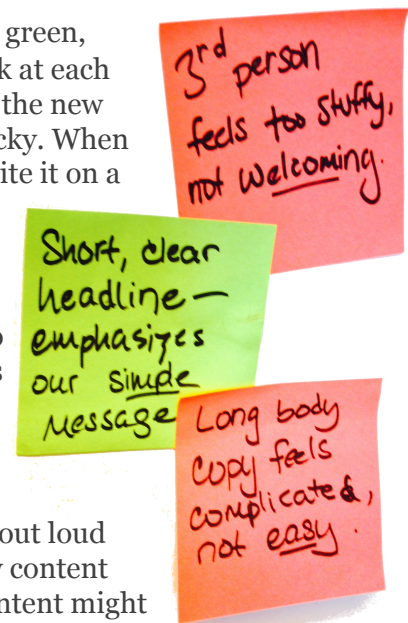 green,
k at each
the new
cky. When
ite it on a
3rd person
feels too stuffy,
not welcoming.
Short, clear
headline—
emphasizes
our simple
message
Long body
copy feels
complicated,
not easy.
out loud
content
ntent might